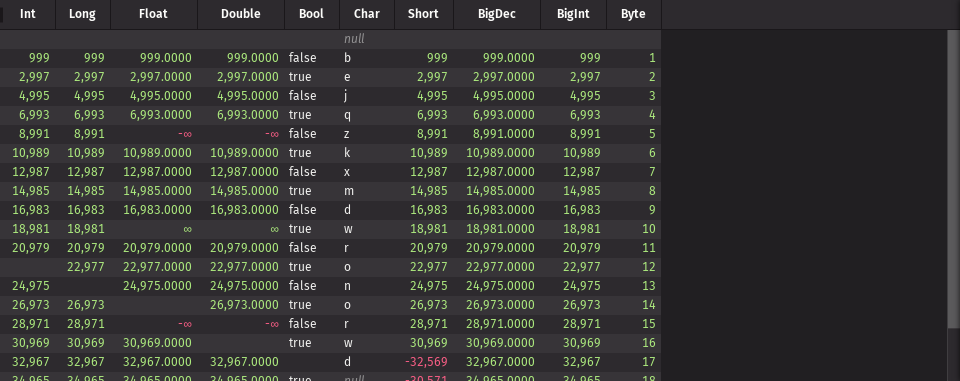 Int Long Float Double Bool Char Short BigDec BigInt Byte
null
999 999 999.0000 999.0000 false b 999 999.0000 999 1
2,997 2,997 2,997.0000 2,997.0000 true e 2,997 2,997.0000 2,997 2
4,995 4,995 4,995.0000 4,995.0000 false j 4,995 4,995.0000 4,995 3
6,993 6,993 6,993.0000 6,993.0000 true q 6,993 6,993.0000 6,993 4
8,991 8,991 -∞ -∞ false z 8,991 8,991.0000 8,991 5
10,989 10,989 10,989.0000 10,989.0000 true k 10,989 10,989.0000 10,989 6
12,987 12,987 12,987.0000 12,987.0000 false x 12,987 12,987.0000 12,987 7
14,985 14,985 14,985.0000 14,985.0000 true m 14,985 14,985.0000 14,985 8
16,983 16,983 16,983.0000 16,983.0000 false d 16,983 16,983.0000 16,983 9
18,981 18,981 ∞ ∞ true w 18,981 18,981.0000 18,981 10
20,979 20,979 20,979.0000 20,979.0000 false r 20,979 20,979.0000 20,979 11
22,977 22,977.0000 22,977.0000 true o 22,977 22,977.0000 22,977 12
24,975 24,975.0000 24,975.0000 false n 24,975 24,975.0000 24,975 13
26,973 26,973 26,973.0000 true o 26,973 26,973.0000 26,973 14
28,971 28,971 -∞ -∞ false r 28,971 28,971.0000 28,971 15
30,969 30,969 30,969.0000 true w 30,969 30,969.0000 30,969 16
32,967 32,967 32,967.0000 32,967.0000 d -32,569 32,967.0000 32,967 17
34,965 34,965 34,965.0000 34,965.0000 true null -30,571 34,965.0000 34,965 18